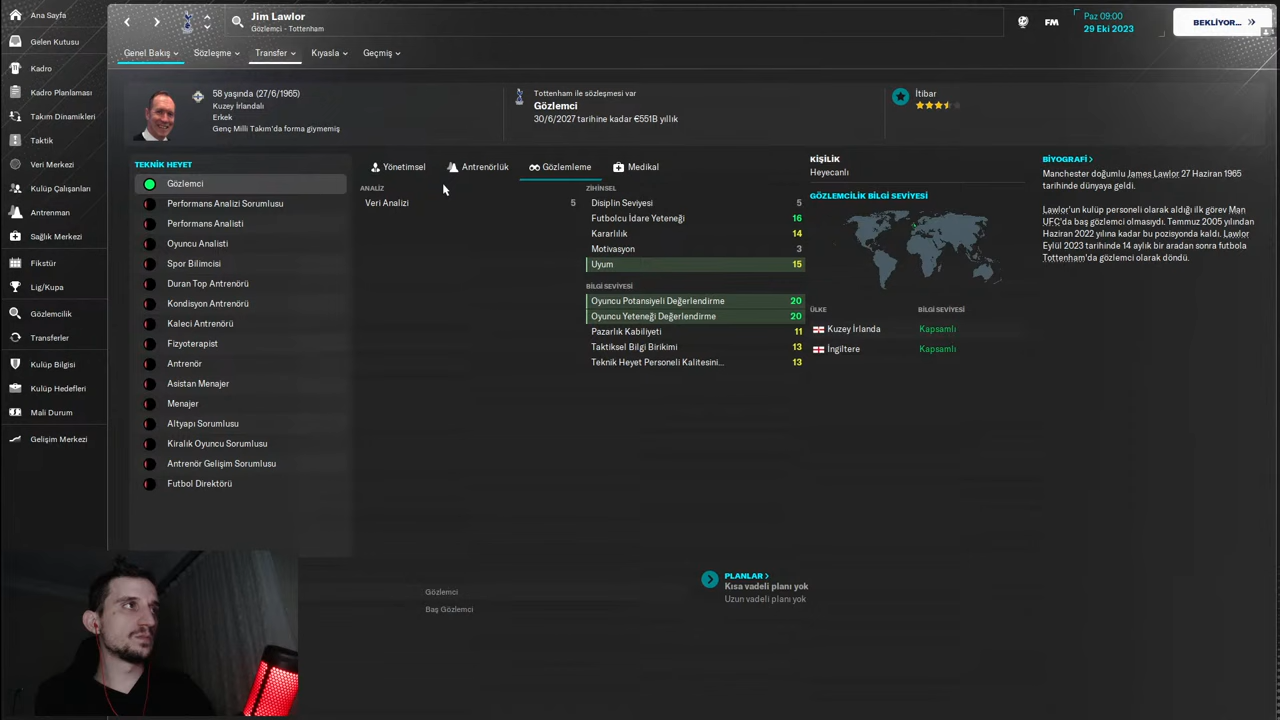 Ana Sayfa
Gelen Kutusu
Kadro
Kadro Planlaması
Takım Dinamikleri
Taktik
Veri Merkezi
Kulüp Çalışanları
Antrenman
Sağlık Merkezi
Fikstür
Lig/Kupa
Gözlemcilik
Transferler
Kulüp Bilgisi
Kulüp Hedefleri
Mali Durum
Gelişim Merkezi
Jim Lawlor
Gözlemci - Tottenham
FM
Paz 09:00
29 Eki 2023
BEKLİYOR...
Genel Bakış
Sözleşme
Transfer
Kıyasla
Geçmiş
58 yaşında (27/6/1965)
Kuzey İrlandalı
Erkek
Genç Milli Takım'da forma giymemiş
Tottenham ile sözleşmesi var
Gözlemci
30/6/2027 tarihine kadar €551B yıllık
İtibar
TEKNİK HEYET
Gözlemci
Performans Analizi Sorumlusu
Performans Analisti
Oyuncu Analisti
Spor Bilimcisi
Duran Top Antrenörü
Kondisyon Antrenörü
Kaleci Antrenörü
Fizyoterapist
Antrenör
Asistan Menajer
Menajer
Altyapı Sorumlusu
Kiralık Oyuncu Sorumlusu
Antrenör Gelişim Sorumlusu
Futbol Direktörü
Yönetimsel
Antrenörlük
Gözlemleme
Medikal
ANALİZ
Veri Analizi 5
ZİHİNSEL
Disiplin Seviyesi 5
Futbolcu İdare Yeteneği 16
Kararlılık 14
Motivasyon 3
Uyum 15
BİLGİ SEVİYESİ
Oyuncu Potansiyeli Değerlendirme 20
Oyuncu Yeteneği Değerlendirme 20
Pazarlık Kabiliyeti 11
Taktiksel Bilgi Birikimi 13
Teknik Heyet Personeli Kalitesini... 13
KİŞİLİK
Heyecanlı
GÖZLEMCİLİK BİLGİ SEVİYESİ
ÜLKE BİLGİ SEVİYESİ
Kuzey İrlanda Kapsamlı
İngiltere Kapsamlı
BİYOGRAFİ
Manchester doğumlu James Lawlor 27 Haziran 1965
tarihinde dünyaya geldi.
Lawlor'un kulüp personeli olarak aldığı ilk görev Man
UFC'da baş gözlemci olmasıydı. Temmuz 2005 yılından
Haziran 2022 yılına kadar bu pozisyonda kaldı. Lawlor
Eylül 2023 tarihinde 14 aylık bir aradan sonra futbola
Tottenham'da gözlemci olarak döndü.
Gözlemci
Baş Gözlemci
PLANLAR
Kısa vadeli planı yok
Uzun vadeli planı yok